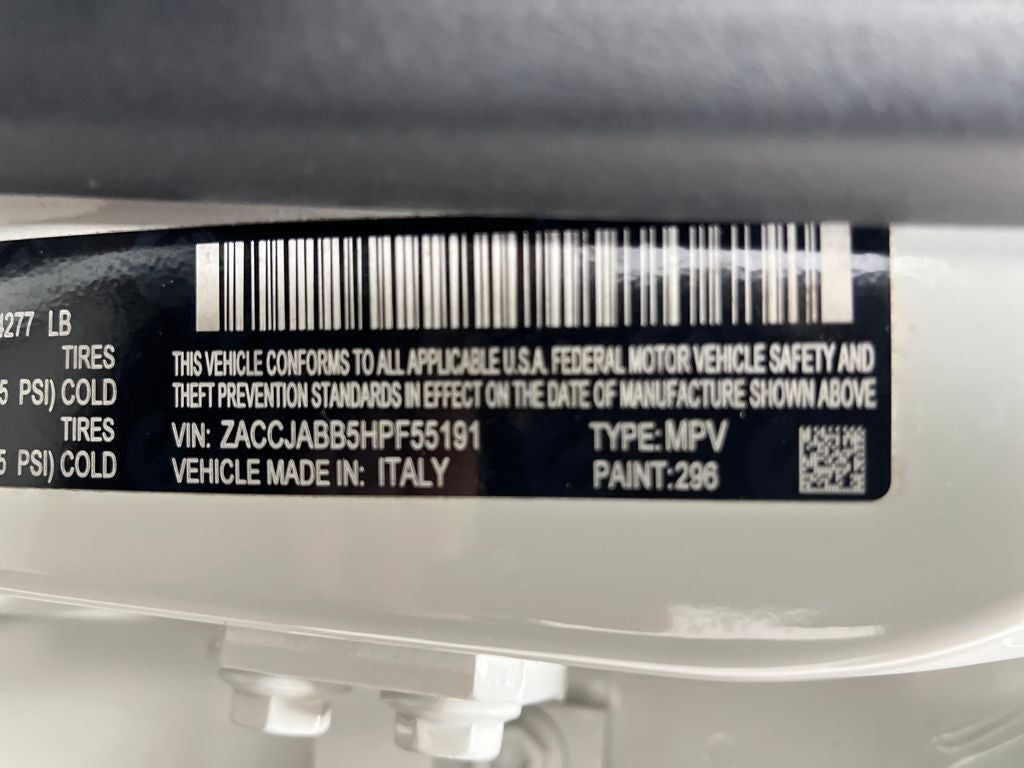 4277 LB
TIRES
5 PSI) COLD
TIRES
5 PSI) COLD
THIS VEHICLE CONFORMS TO ALL APPLICABLE U.S.A. FEDERAL MOTOR VEHICLE SAFETY AND
THEFT PREVENTION STANDARDS IN EFFECT ON THE DATE OF MANUFACTURE SHOWN ABOVE
VIN: ZACCJABB5HPF55191 TYPE: MPV
VEHICLE MADE IN: ITALY PAINT: 296